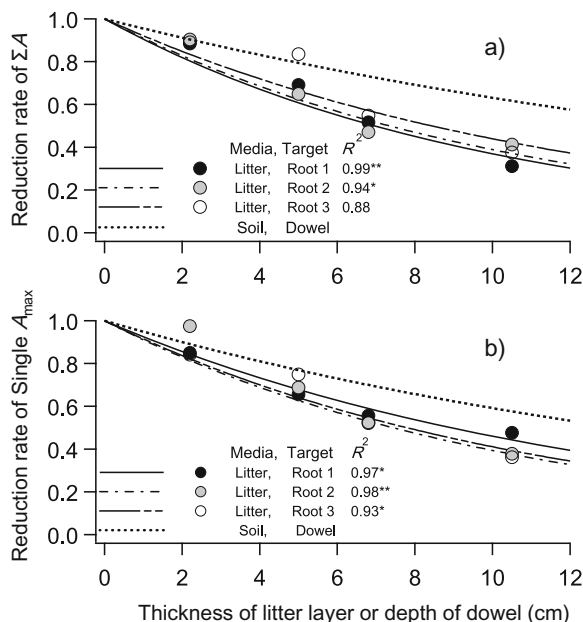 Reduction rate of ΣA
1.0
0.8
0.6
0.4
0.2
0.0
a)
Media, Target R²
Litter, Root 1 0.99**
Litter, Root 2 0.94*
Litter, Root 3 0.88
Soil, Dowel
0 2 4 6 8 10 12
Reduction rate of Single Amax
1.0
0.8
0.6
0.4
0.2
0.0
b)
Media, Target R²
Litter, Root 1 0.97*
Litter, Root 2 0.98**
Litter, Root 3 0.93*
Soil, Dowel
0 2 4 6 8 10 12
Thickness of litter layer or depth of dowel (cm)